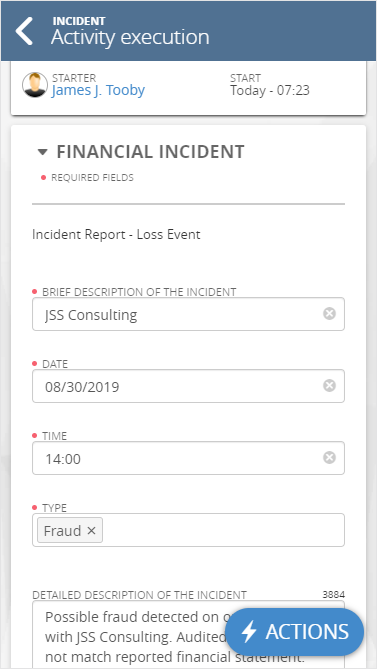 INCIDENT
Activity execution
STARTER
James J. Tooby
START
Today - 07:23
FINANCIAL INCIDENT
REQUIRED FIELDS
Incident Report - Loss Event
BRIEF DESCRIPTION OF THE INCIDENT
JSS Consulting
DATE
08/30/2019
TIME
14:00
TYPE
Fraud ×
DETAILED DESCRIPTION OF THE INCIDENT 3884
Possible fraud detected on
with JSS Consulting. Audited
not match reported financial statement.
ACTIONS